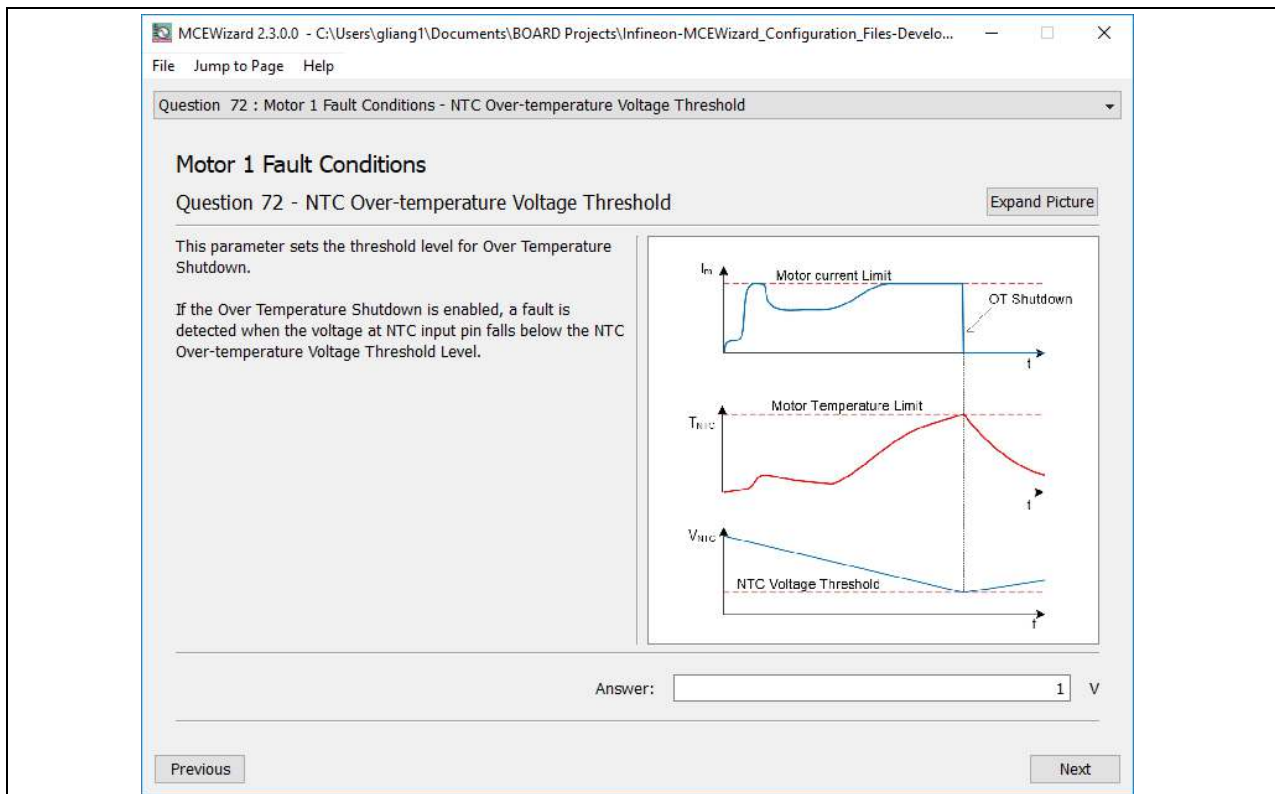 MCEWizard 2.3.0.0 - C:\Users\gliang1\Documents\BOARD Projects\Infineon-MCEWizard_Configuration_Files-Develo...
File Jump to Page Help
Question 72 : Motor 1 Fault Conditions - NTC Over-temperature Voltage Threshold
Motor 1 Fault Conditions
Question 72 - NTC Over-temperature Voltage Threshold
Expand Picture
This parameter sets the threshold level for Over Temperature
Shutdown.
If the Over Temperature Shutdown is enabled, a fault is
detected when the voltage at NTC input pin falls below the NTC
Over-temperature Voltage Threshold Level.
Im
Motor current Limit
OT Shutdown
t
Motor Temperature Limit
TNTC
t
VNTC
NTC Voltage Threshold
t
Answer: 1 V
Previous
Next